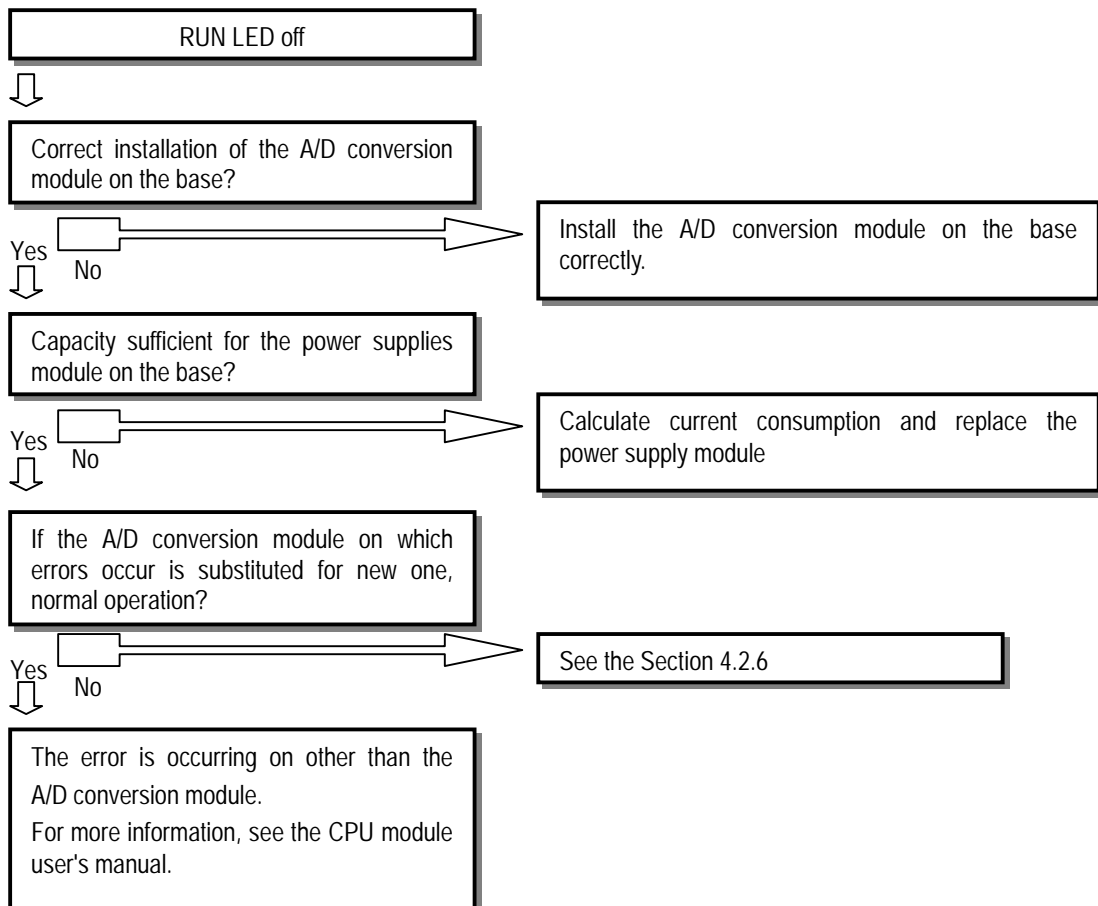 RUN LED off
Correct installation of the A/D conversion
module on the base?
Yes
No
Install the A/D conversion module on the base
correctly.
Capacity sufficient for the power supplies
module on the base?
Yes
No
Calculate current consumption and replace the
power supply module
If the A/D conversion module on which
errors occur is substituted for new one,
normal operation?
Yes
No
See the Section 4.2.6
The error is occurring on other than the
A/D conversion module.
For more information, see the CPU module
user's manual.